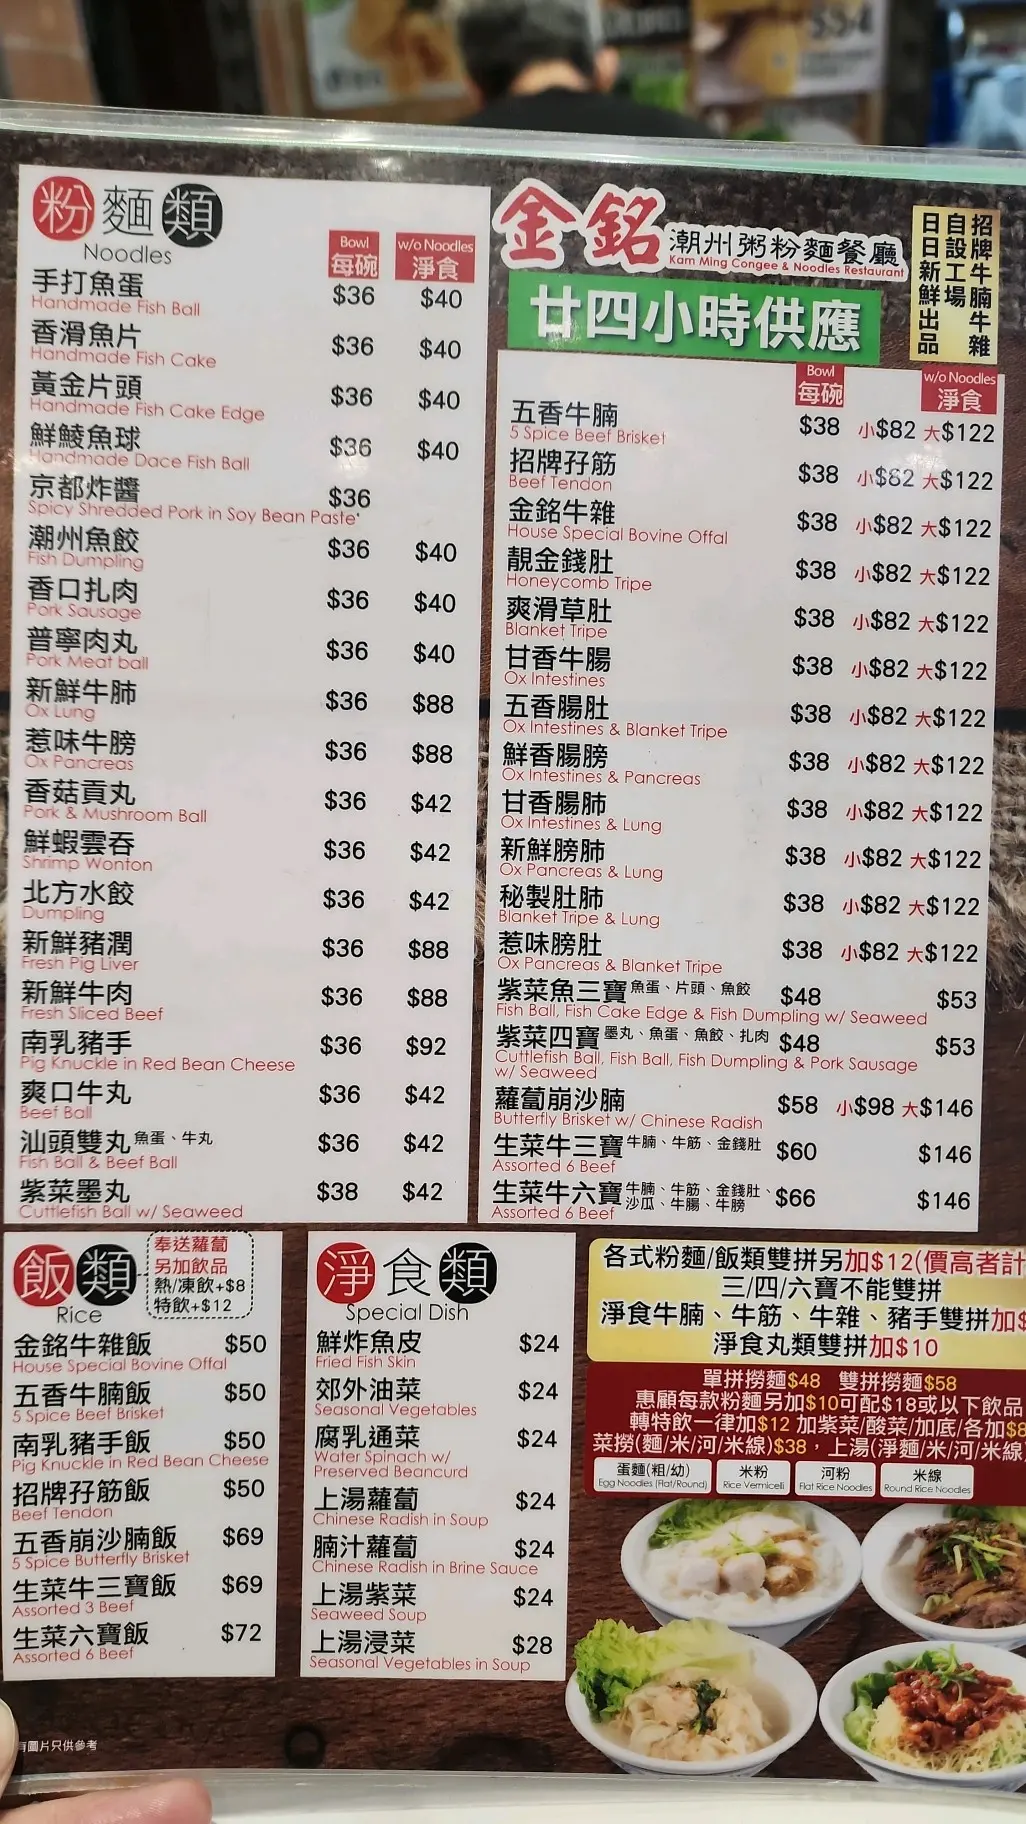 粉麵類
Noodles
Bowl 每碗
w/o Noodles 淨食
手打魚蛋 $36 $40
Handmade Fish Ball
香滑魚片 $36 $40
Handmade Fish Cake
黃金片頭 $36 $40
Handmade Fish Cake Edge
鮮鯪魚球 $36 $40
Handmade Dace Fish Ball
京都炸醬 $36
Spicy Shredded Pork in Soy Bean Paste
潮州魚餃 $36 $40
Fish Dumpling
香口扎肉 $36 $40
Pork Sausage
普寧肉丸 $36 $40
Pork Meat ball
新鮮牛肺 $36 $88
Ox Lung
惹味牛膀 $36 $88
Ox Pancreas
香菇貢丸 $36 $42
Pork & Mushroom Ball
鮮蝦雲吞 $36 $42
Shrimp Wonton
北方水餃 $36 $42
Dumpling
新鮮豬潤 $36 $88
Fresh Pig Liver
新鮮牛肉 $36 $88
Fresh Sliced Beef
南乳豬手 $36 $92
Pig Knuckle in Red Bean Cheese
爽口牛丸 $36 $42
Beef Ball
汕頭雙丸 魚蛋、牛丸 $36 $42
Fish Ball & Beef Ball
紫菜墨丸 $38 $42
Cuttlefish Ball w/ Seaweed
金銘 潮州粥粉麵餐廳
Kam Ming Congee & Noodles Restaurant
招牌牛腩牛雜
自設工場
日日新鮮出品
廿四小時供應
Bowl 每碗
w/o Noodles 淨食
五香牛腩 $38 小$82 大$122
5 Spice Beef Brisket
招牌孖筋 $38 小$82 大$122
Beef Tendon
金銘牛雜 $38 小$82 大$122
House Special Bovine Offal
靚金錢肚 $38 小$82 大$122
Honeycomb Tripe
爽滑草肚 $38 小$82 大$122
Blanket Tripe
甘香牛腸 $38 小$82 大$122
Ox Intestines
五香腸肚 $38 小$82 大$122
Ox Intestines & Blanket Tripe
鮮香腸膀 $38 小$82 大$122
Ox Intestines & Pancreas
甘香腸肺 $38 小$82 大$122
Ox Intestines & Lung
新鮮膀肺 $38 小$82 大$122
Ox Pancreas & Lung
秘製肚肺 $38 小$82 大$122
Blanket Tripe & Lung
惹味膀肚 $38 小$82 大$122
Ox Pancreas & Blanket Tripe
紫菜魚三寶 魚蛋、片頭、魚餃 $48 $53
Fish Ball, Fish Cake Edge & Fish Dumpling w/ Seaweed
紫菜四寶 墨丸、魚蛋、魚餃、扎肉 $48 $53
Cuttlefish Ball, Fish Ball, Fish Dumpling & Pork Sausage
w/ Seaweed
蘿蔔崩沙腩 $58 小$98 大$146
Butterfly Brisket w/ Chinese Radish
生菜牛三寶 牛腩、牛筋、金錢肚 $60 $146
Assorted 6 Beef
生菜牛六寶 牛腩、牛筋、金錢肚、 $66 $146
沙瓜、牛腸、牛膀
Assorted 6 Beef
飯類
Rice
奉送蘿蔔
另加飲品
熱/凍飲+$8
特飲+$12
金銘牛雜飯 $50
House Special Bovine Offal
五香牛腩飯 $50
5 Spice Beef Brisket
南乳豬手飯 $50
Pig Knuckle in Red Bean Cheese
招牌孖筋飯 $50
Beef Tendon
五香崩沙腩飯 $69
5 Spice Butterfly Brisket
生菜牛三寶飯 $69
Assorted 3 Beef
生菜六寶飯 $72
Assorted 6 Beef
淨食類
Special Dish
鮮炸魚皮 $24
Fried Fish Skin
郊外油菜 $24
Seasonal Vegetables
腐乳通菜 $24
Water Spinach w/
Preserved Beancurd
上湯蘿蔔 $24
Chinese Radish in Soup
腩汁蘿蔔 $24
Chinese Radish in Brine Sauce
上湯紫菜 $24
Seaweed Soup
上湯浸菜 $28
Seasonal Vegetables in Soup
各式粉麵/飯類雙拼另加$12(價高者計
三/四/六寶不能雙拼
淨食牛腩、牛筋、牛雜、豬手雙拼加$
淨食丸類雙拼加$10
單拼撈麵$48 雙拼撈麵$58
惠顧每款粉麵另加$10可配$18或以下飲品
轉特飲一律加$12 加紫菜/酸菜/加底/各加$8
菜撈(麵/米/河/米線)$38，上湯(淨麵/米/河/米線
蛋麵(粗/幼) Egg Noodles (Flat/Round)
米粉 Rice Vermicelli
河粉 Flat Rice Noodles
米線 Round Rice Noodles
有圖片只供參考